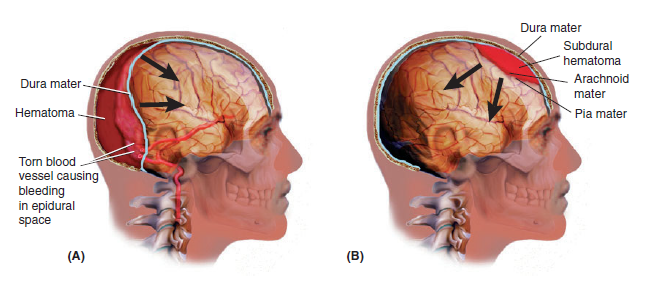 Dura mater
Hematoma
Torn blood
vessel causing
bleeding
in epidural
space
(A)
Dura mater
Subdural
hematoma
Arachnoid
mater
Pia mater
(B)